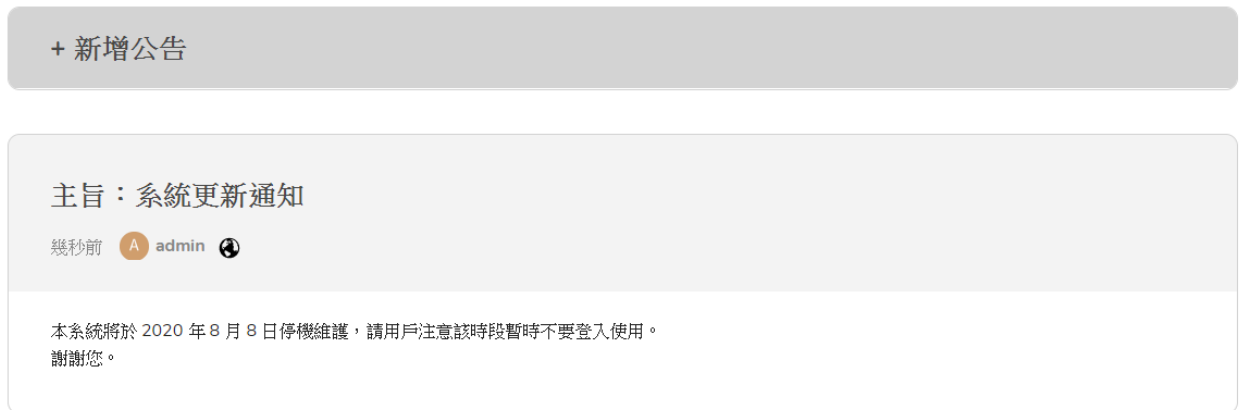 + 新增公告
主旨：系統更新通知
幾秒前 A admin
本系統將於 2020 年 8 月 8 日停機維護，請用戶注意該時段暫時不要登入使用。
謝謝您。